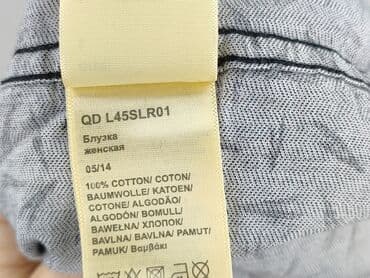 QD L45SLR01
Блузка
женская
05/14
100% COTTON/ COTON/
BAUMWOLLE/ KATOEN/
COTONE/ ALGODÓN/
ALGODÃO/ BOMULL/
BAWEŁNA/ ХЛОПОК/
BAVLNA/ BAVLNA/ PAMUT/
PAMUK/ Βαμβάκι